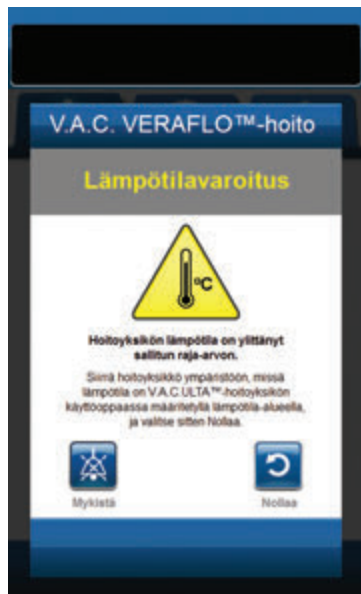 V.A.C. VERAFLO™-hoito
Lämpötilavaroitus
°C
Hoitoyksikön lämpötila on ylittänyt
sallitun raja-arvon.
Siirrä hoitoyksikkö ympäristöön, missä
lämpötila on V.A.C.ULTA™-hoitoyksikön
käyttöoppaassa määritetyllä lämpötila-alueella,
ja valitse sitten Nollaa.
Mykistä
Nollaa